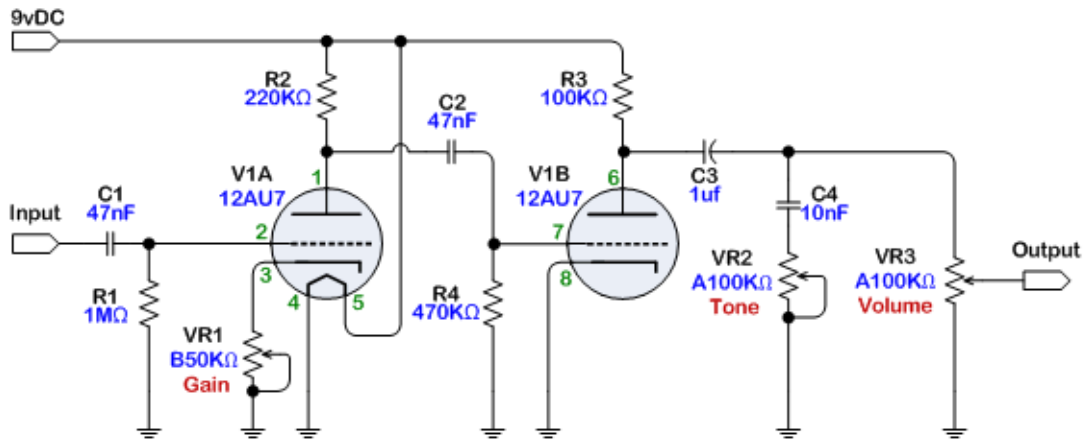 9vDC
R2
220KΩ
R3
100KΩ
C2
47nF
V1A
12AU7
1
V1B
12AU7
6
C3
1uf
C4
10nF
C1
47nF
Input
2
3
4
5
7
8
R1
1MΩ
VR1
B50KΩ
Gain
R4
470KΩ
VR2
A100KΩ
Tone
VR3
A100KΩ
Volume
Output